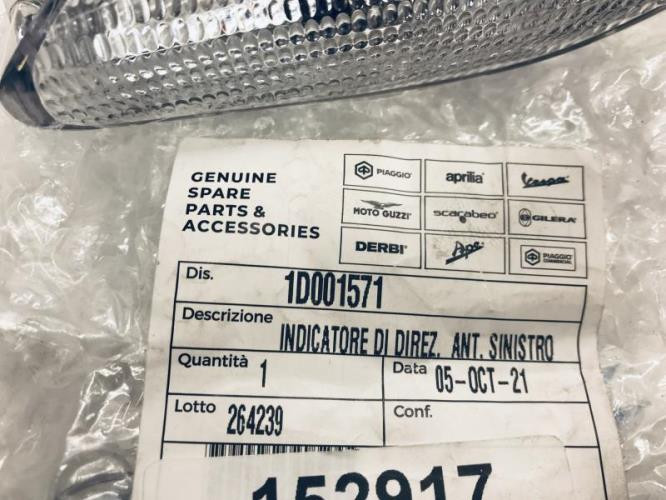 GENUINE
SPARE
PARTS &
ACCESSORIES
PIAGGIO aprilia Vespa
MOTO GUZZI scarabeo GILERA
DERBI Ape PIAGGIO COMMERCIAL
Dis. 1D001571
Descrizione INDICATORE DI DIREZ. ANT. SINISTRO
Quantità 1 Data 05-OCT-21
Lotto 264239 Conf.
152917